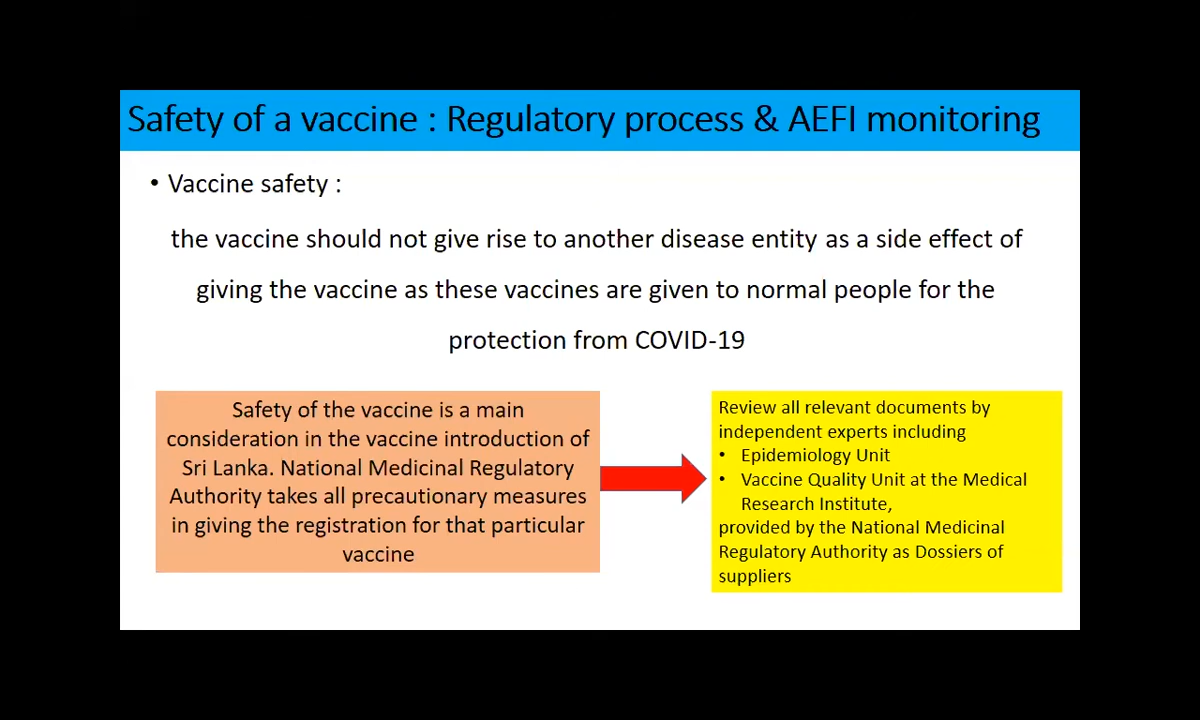 Safety of a vaccine : Regulatory process & AEFI monitoring
• Vaccine safety :
the vaccine should not give rise to another disease entity as a side effect of
giving the vaccine as these vaccines are given to normal people for the
protection from COVID-19
Safety of the vaccine is a main
consideration in the vaccine introduction of
Sri Lanka. National Medicinal Regulatory
Authority takes all precautionary measures
in giving the registration for that particular
vaccine
Review all relevant documents by
independent experts including
• Epidemiology Unit
• Vaccine Quality Unit at the Medical
Research Institute,
provided by the National Medicinal
Regulatory Authority as Dossiers of
suppliers